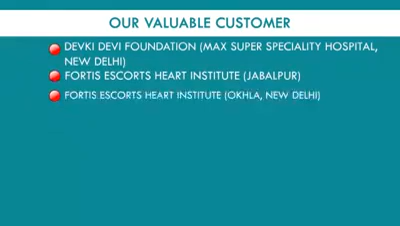 OUR VALUABLE CUSTOMER
DEVKI DEVI FOUNDATION (MAX SUPER SPECIALITY HOSPITAL,
NEW DELHI)
FORTIS ESCORTS HEART INSTITUTE (JABALPUR)
FORTIS ESCORTS HEART INSTITUTE (OKHLA, NEW DELHI)